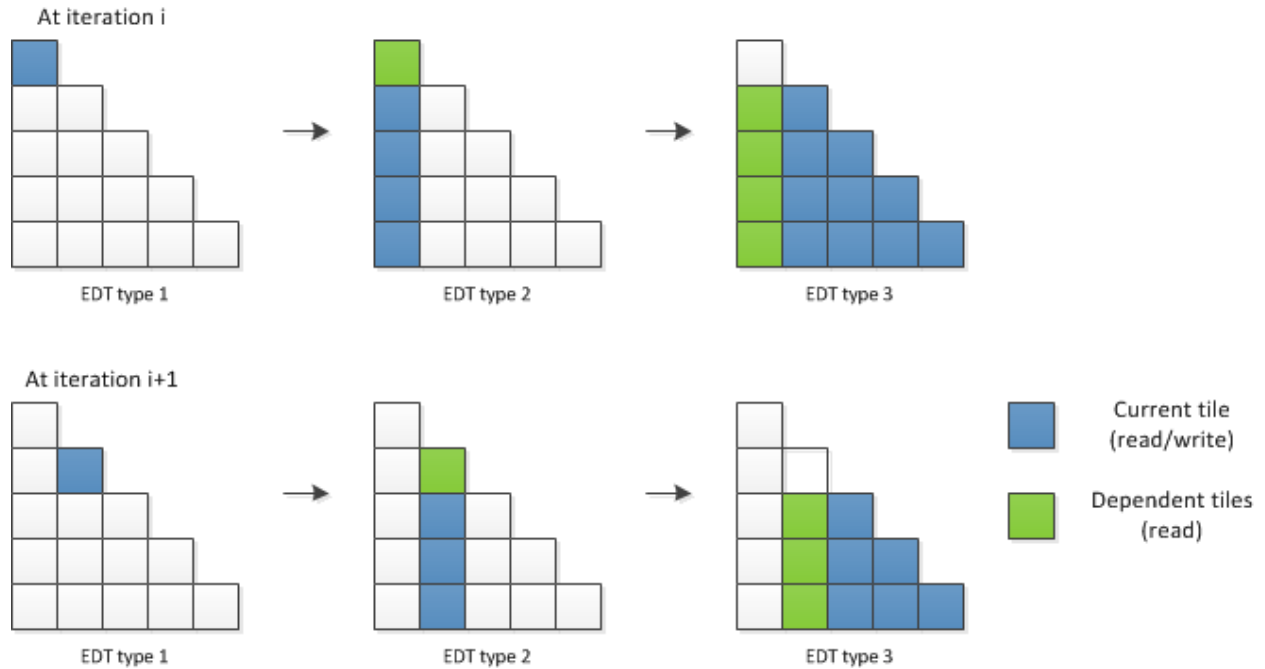 At iteration i
EDT type 1
EDT type 2
EDT type 3
At iteration i+1
Current tile
(read/write)
Dependent tiles
(read)
EDT type 1
EDT type 2
EDT type 3